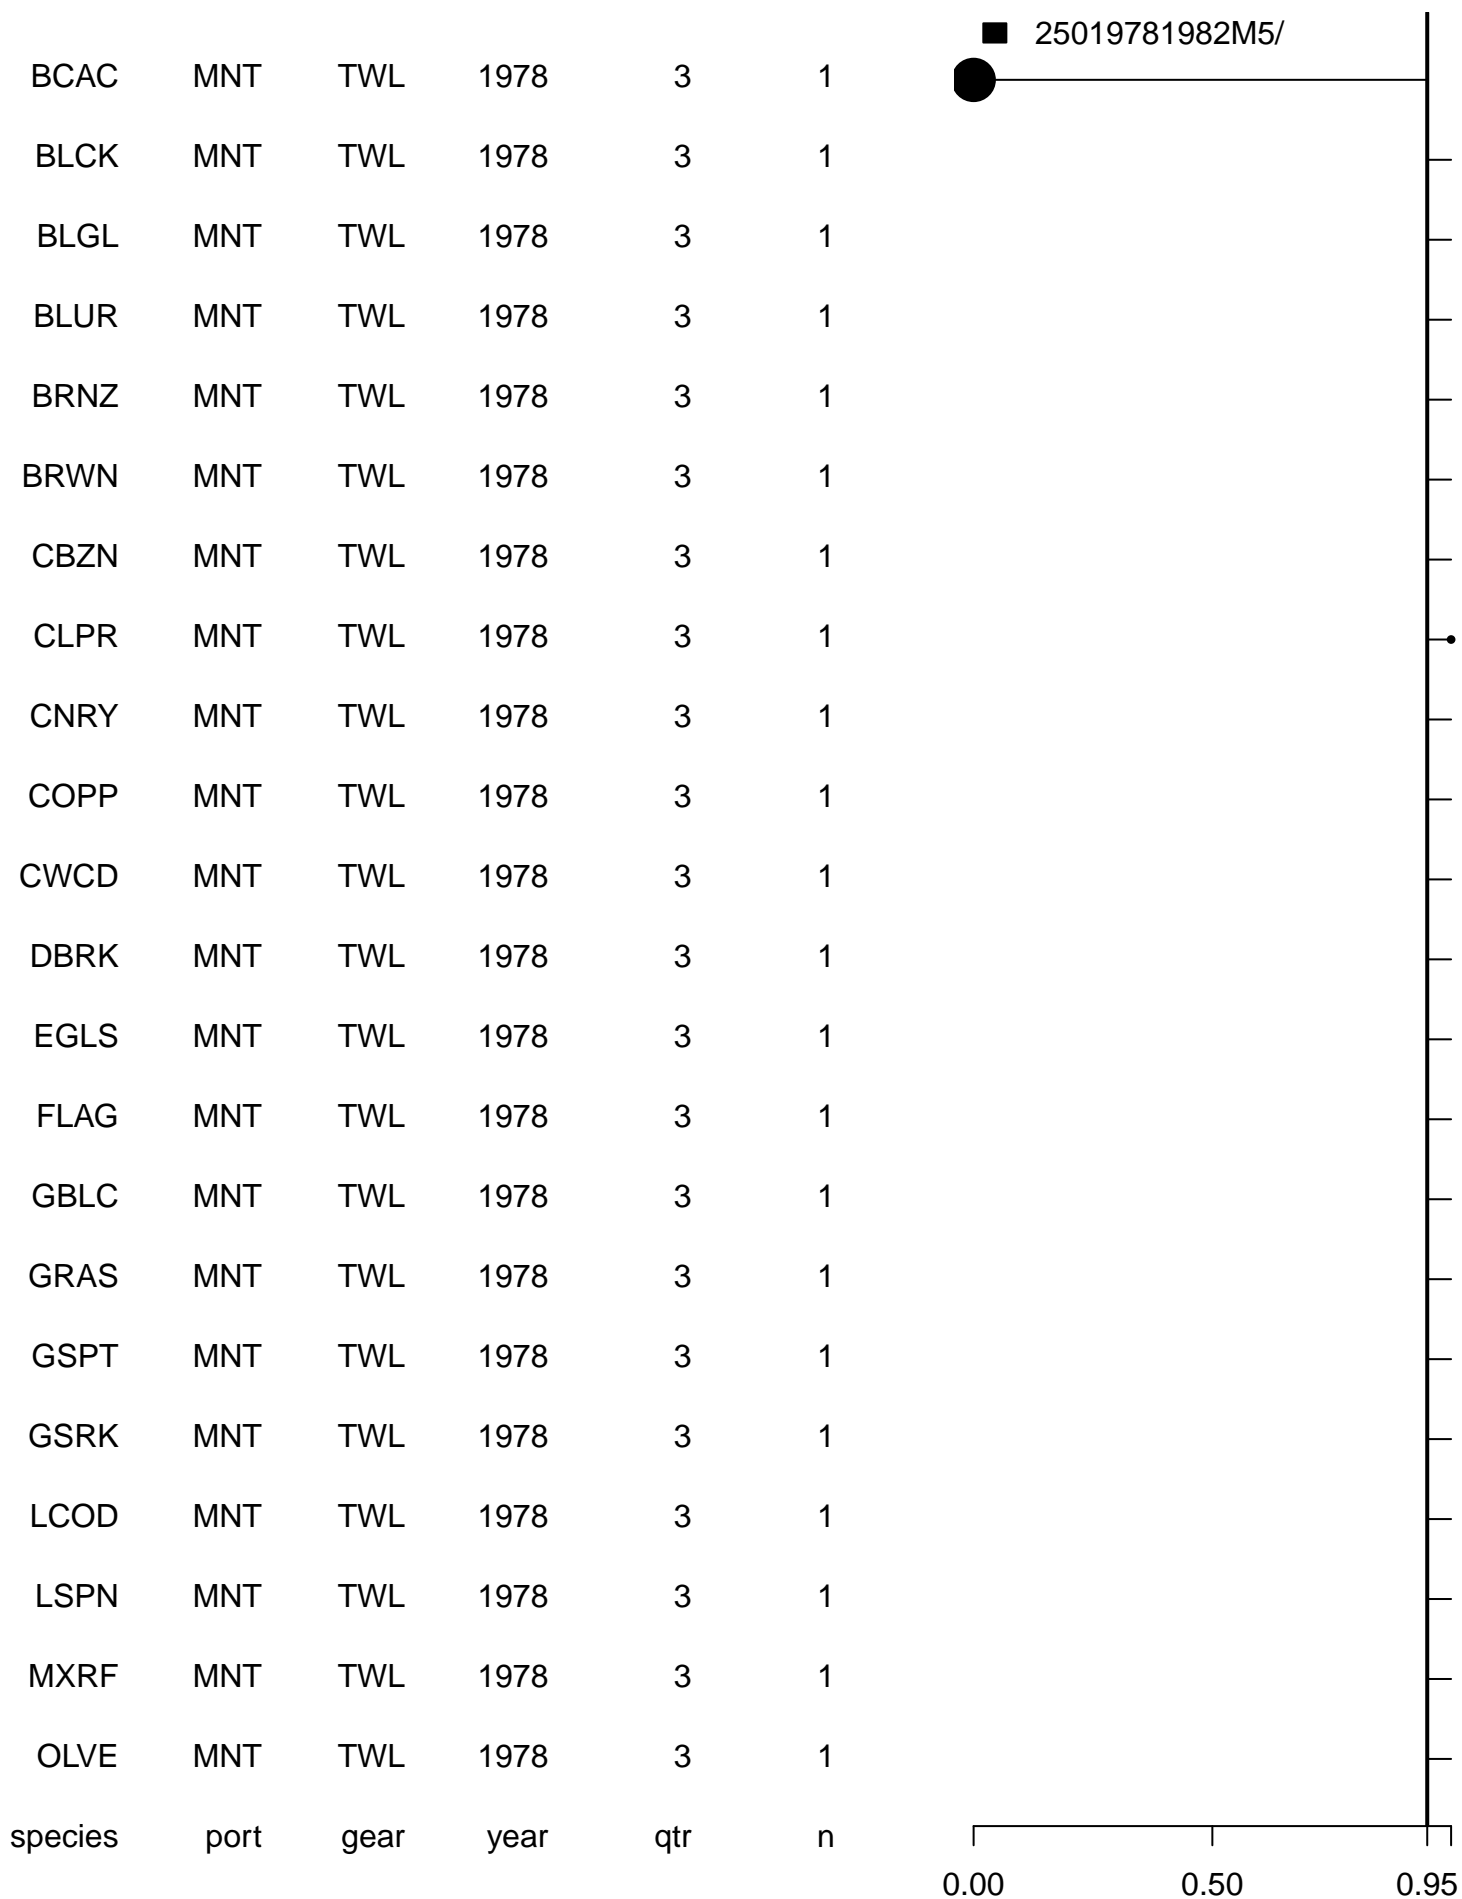 25019781982M5/
BCAC MNT TWL 1978 3 1
BLCK MNT TWL 1978 3 1
BLGL MNT TWL 1978 3 1
BLUR MNT TWL 1978 3 1
BRNZ MNT TWL 1978 3 1
BRWN MNT TWL 1978 3 1
CBZN MNT TWL 1978 3 1
CLPR MNT TWL 1978 3 1
CNRY MNT TWL 1978 3 1
COPP MNT TWL 1978 3 1
CWCD MNT TWL 1978 3 1
DBRK MNT TWL 1978 3 1
EGLS MNT TWL 1978 3 1
FLAG MNT TWL 1978 3 1
GBLC MNT TWL 1978 3 1
GRAS MNT TWL 1978 3 1
GSPT MNT TWL 1978 3 1
GSRK MNT TWL 1978 3 1
LCOD MNT TWL 1978 3 1
LSPN MNT TWL 1978 3 1
MXRF MNT TWL 1978 3 1
OLVE MNT TWL 1978 3 1
species port gear year qtr n
0.00 0.50 0.95